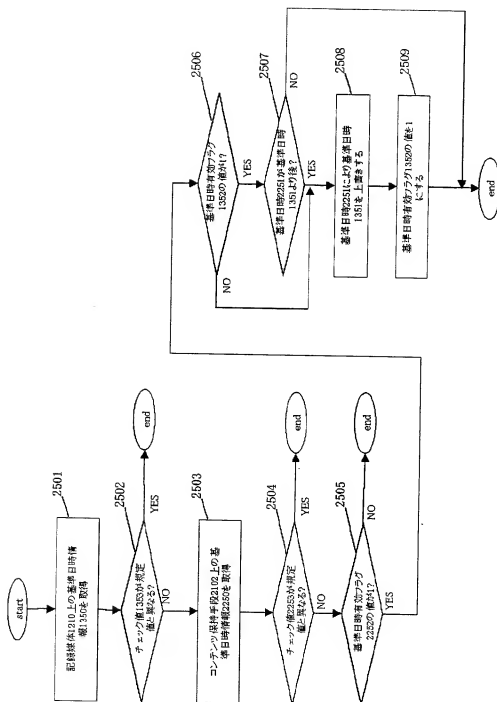 start
2501
記録媒体1210上の基準日時情
報1350を取得
2502
チェック値1353が規定
値と異なる?
YES
end
NO
2503
コンテンツ保持手段2102上の基
準日時情報2250を取得
2504
チェック値2253が規定
値と異なる?
YES
end
NO
2505
基準日時有効フラグ
2252の値が1?
NO
end
YES
2506
基準日時有効フラグ
1352の値が1?
NO
YES
2507
基準日時2251が基準日時
1351より後?
NO
YES
2508
基準日時2251により基準日時
1351を上書きする
2509
基準日時有効フラグ1352の値を1
にする
end